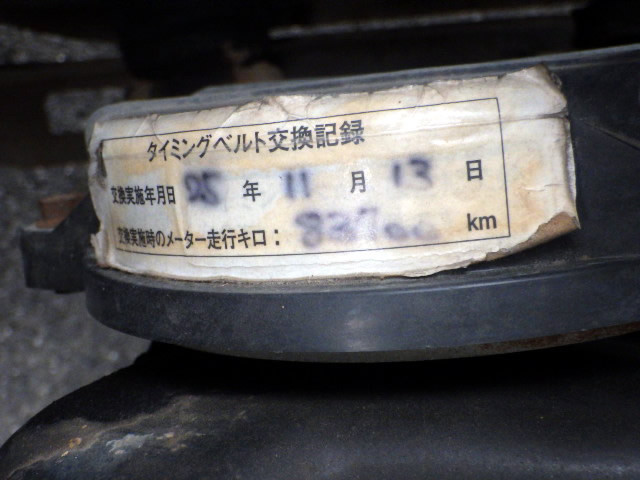 タイミングベルト交換記録
交換実施年月日 25 年 11 月 13 日
交換実施時のメーター走行キロ： km